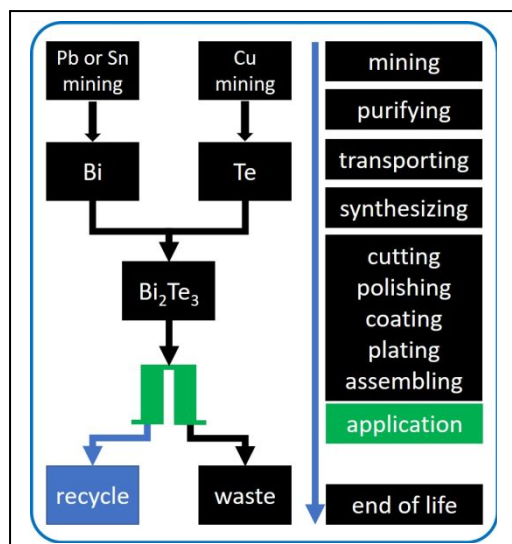 Pb or Sn
mining
Cu
mining
Bi
Te
Bi₂Te₃
recycle
waste
mining
purifying
transporting
synthesizing
cutting
polishing
coating
plating
assembling
application
end of life